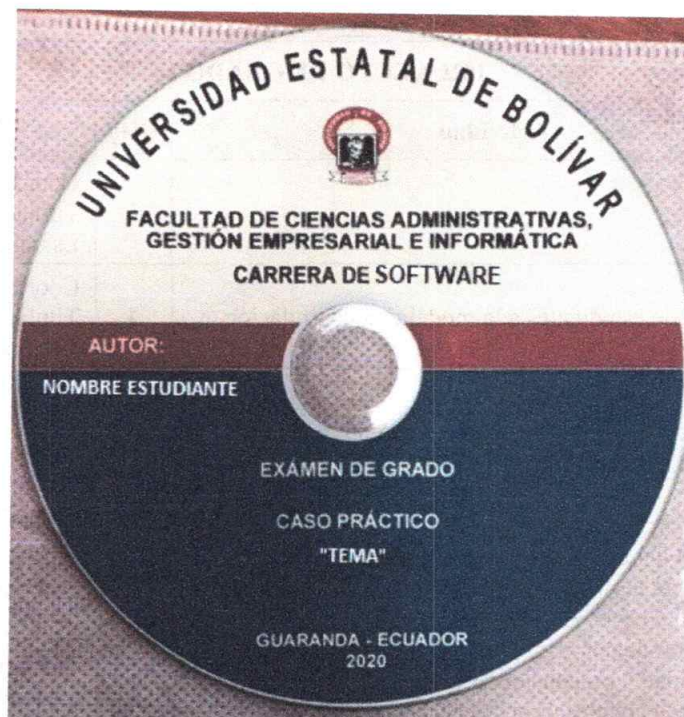 UNIVERSIDAD ESTATAL DE BOLÍVAR
FACULTAD DE CIENCIAS ADMINISTRATIVAS,
GESTIÓN EMPRESARIAL E INFORMÁTICA
CARRERA DE SOFTWARE
AUTOR:
NOMBRE ESTUDIANTE
EXÁMEN DE GRADO
CASO PRÁCTICO
"TEMA"
GUARANDA - ECUADOR
2020